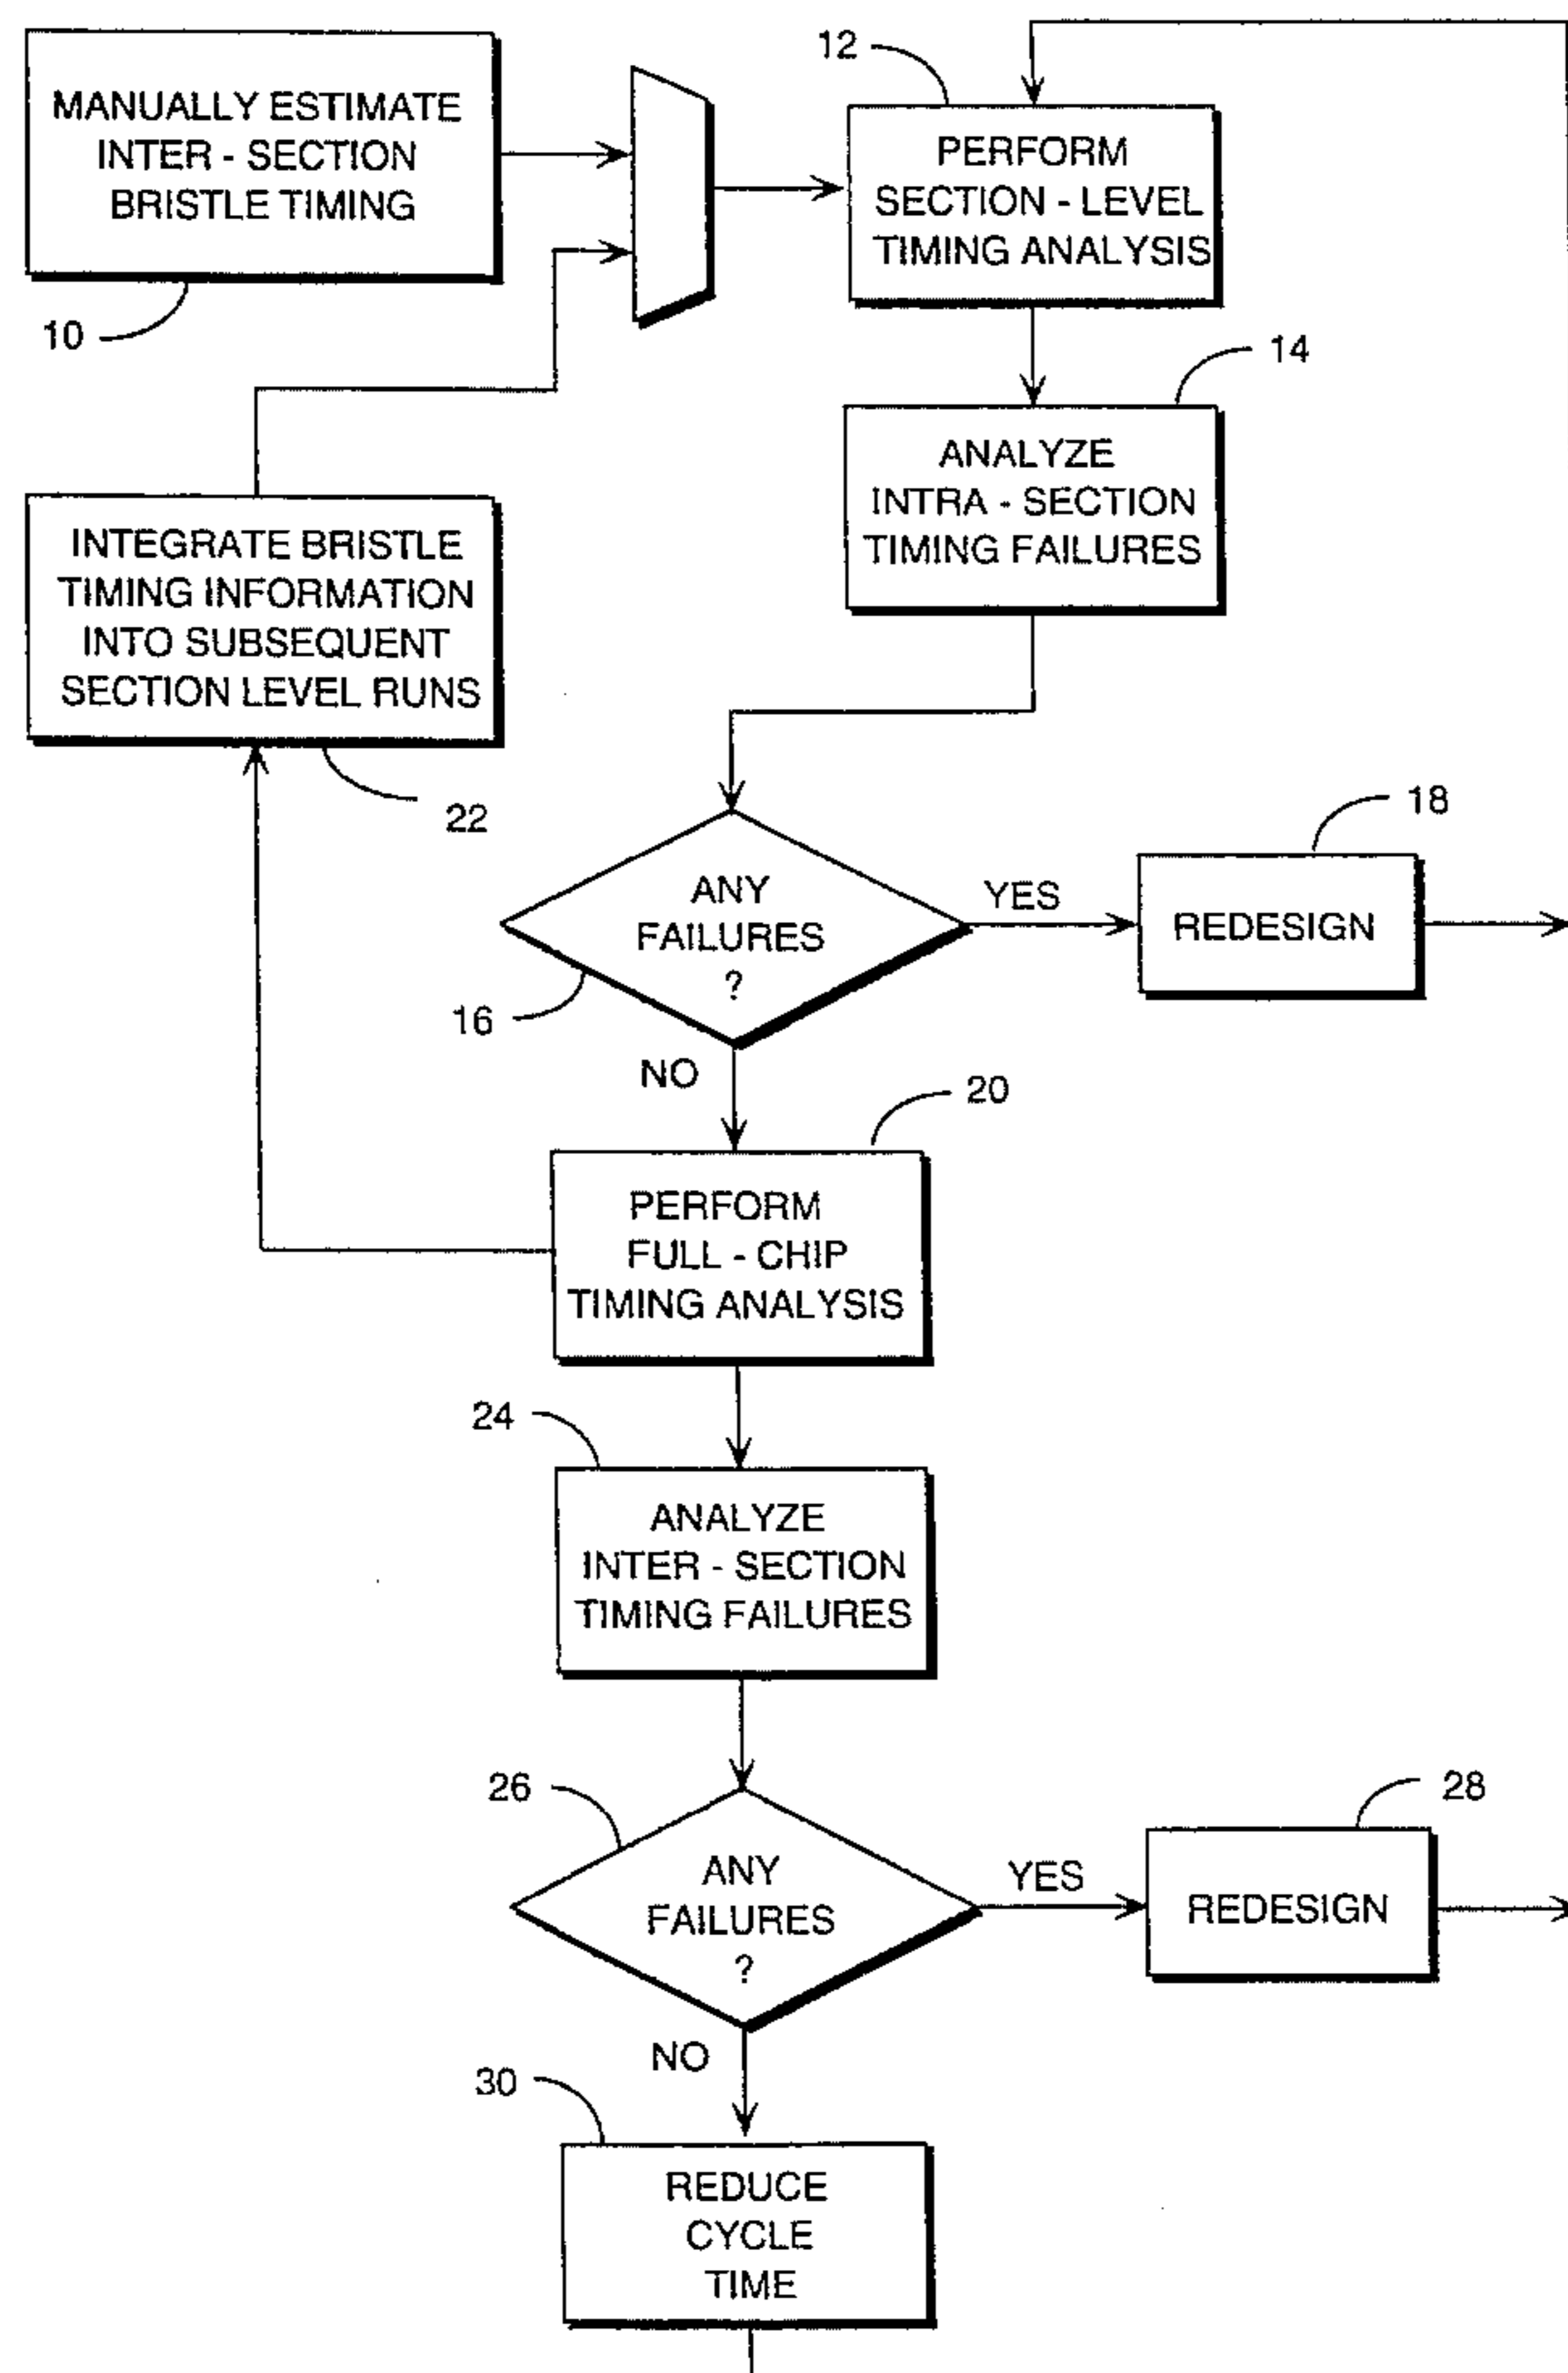 MANUALLY ESTIMATE
INTER - SECTION
BRISTLE TIMING
10
12
PERFORM
SECTION - LEVEL
TIMING ANALYSIS
14
ANALYZE
INTRA - SECTION
TIMING FAILURES
INTEGRATE BRISTLE
TIMING INFORMATION
INTO SUBSEQUENT
SECTION LEVEL RUNS
22
ANY
FAILURES
?
16
YES
18
REDESIGN
NO
20
PERFORM
FULL - CHIP
TIMING ANALYSIS
24
ANALYZE
INTER - SECTION
TIMING FAILURES
26
ANY
FAILURES
?
YES
28
REDESIGN
NO
30
REDUCE
CYCLE
TIME